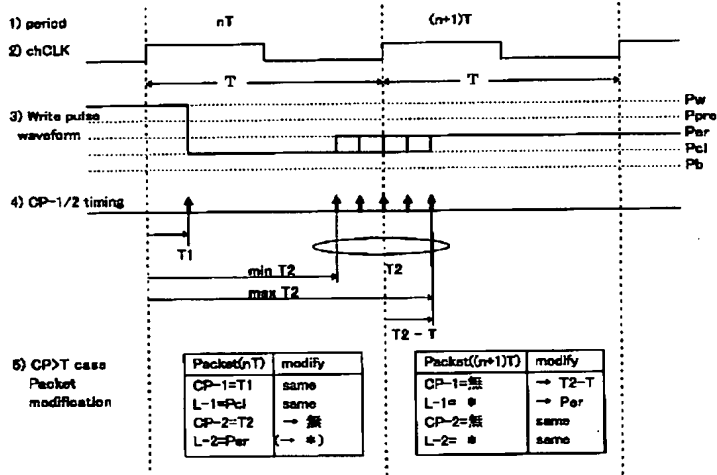 1) period nT (n+1)T
2) chCLK
T T
3) Write pulse
waveform
Pw
Ppre
Per
Pcl
Pb
4) CP-1/2 timing
T1
T2
min T2
max T2
T2 - T
5) CP>T case
Packet
modification
Packet(nT) modify
CP-1=T1 same
L-1=Pcl same
CP-2=T2 → 無
L-2=Per (→ *)
Packet((n+1)T) modify
CP-1=無 → T2-T
L-1= * → Per
CP-2=無 same
L-2= * same